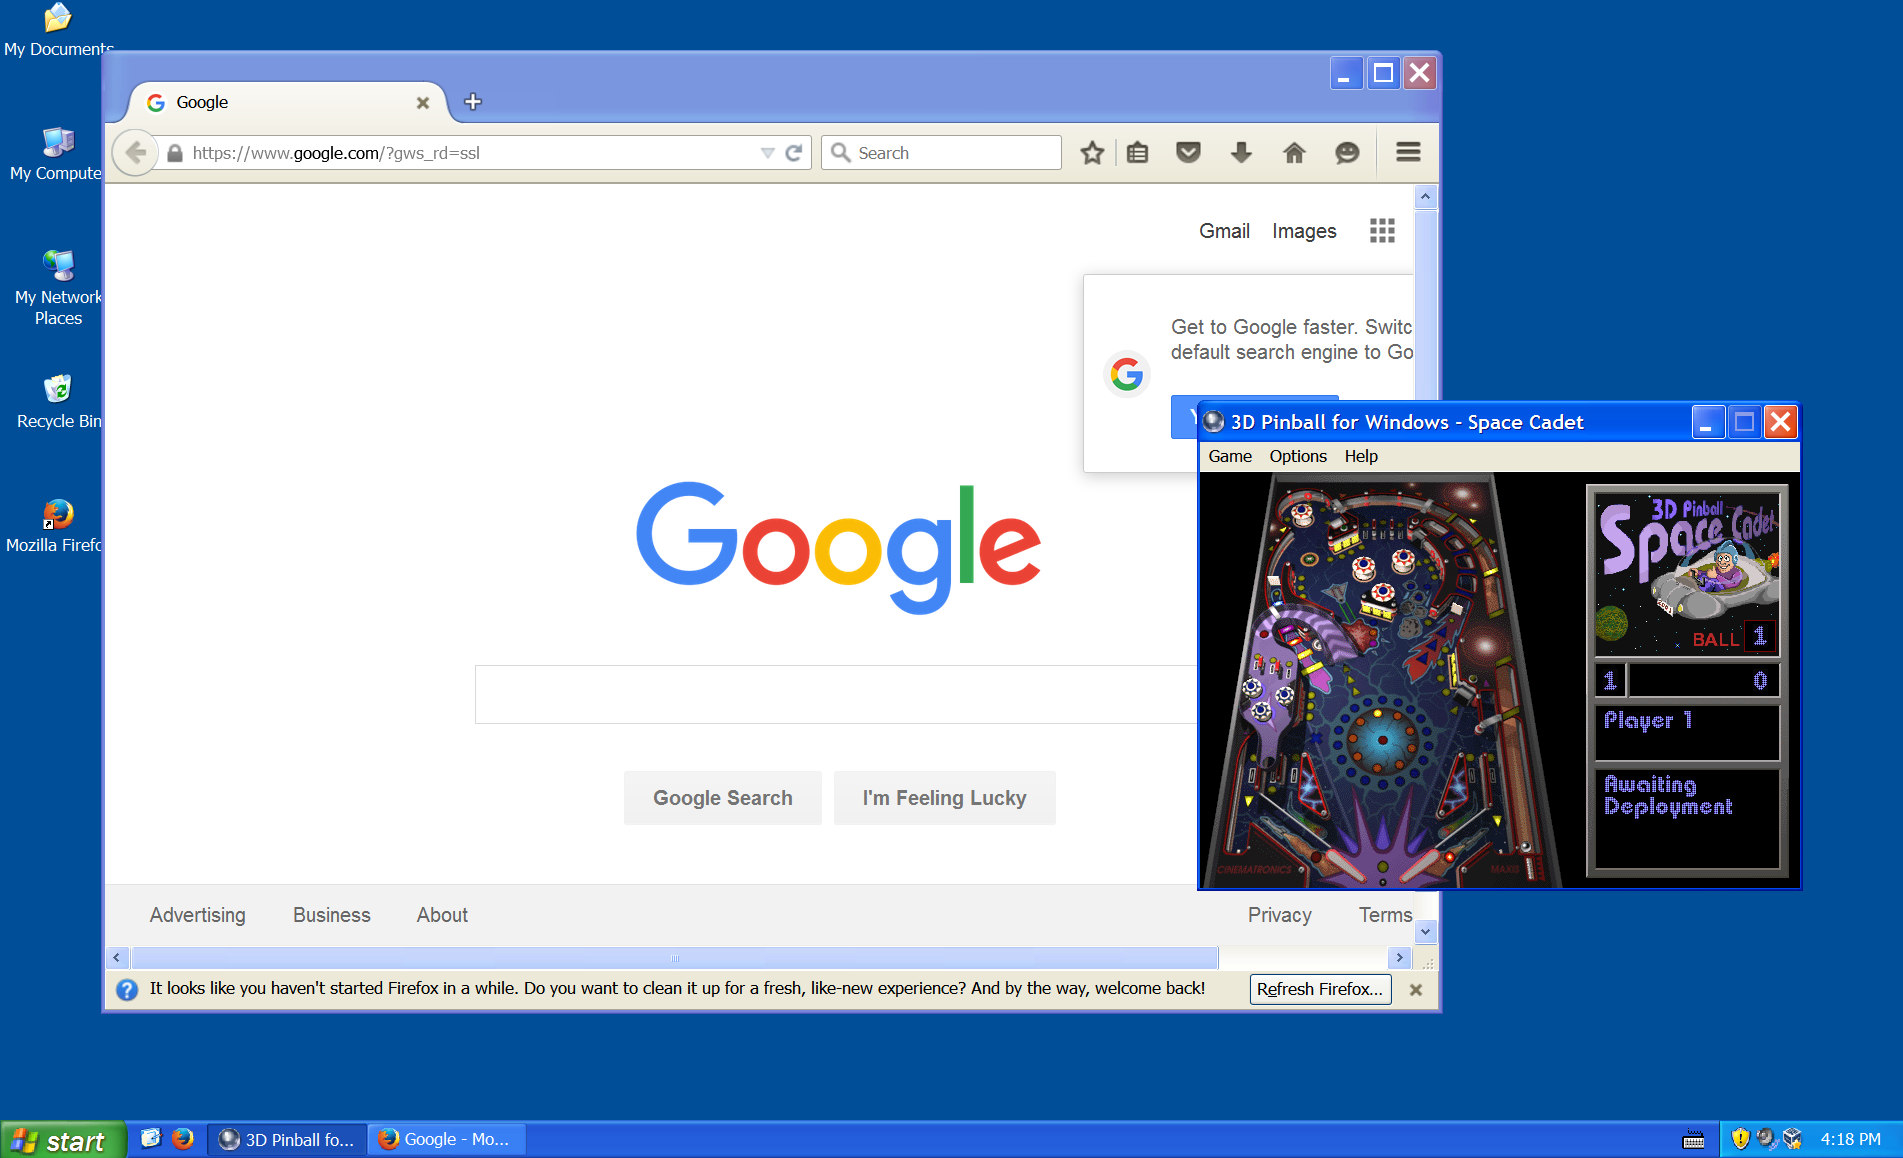 My Documents
My Compute
My Network
Places
Recycle Bin
Mozilla Firefo
Google
https://www.google.com/?gws_rd=ssl
Search
Gmail Images
Get to Google faster. Switc
default search engine to Go
Y
Google
Google Search
I'm Feeling Lucky
Advertising Business About
Privacy Terms
It looks like you haven't started Firefox in a while. Do you want to clean it up for a fresh, like-new experience? And by the way, welcome back!
Refresh Firefox...
3D Pinball for Windows - Space Cadet
Game Options Help
3D Pinball
Space Cadet
BALL 1
1 0
Player 1
Awaiting
Deployment
CINEMATRONICS
MAXIS
start
3D Pinball fo...
Google - Mo...
4:18 PM